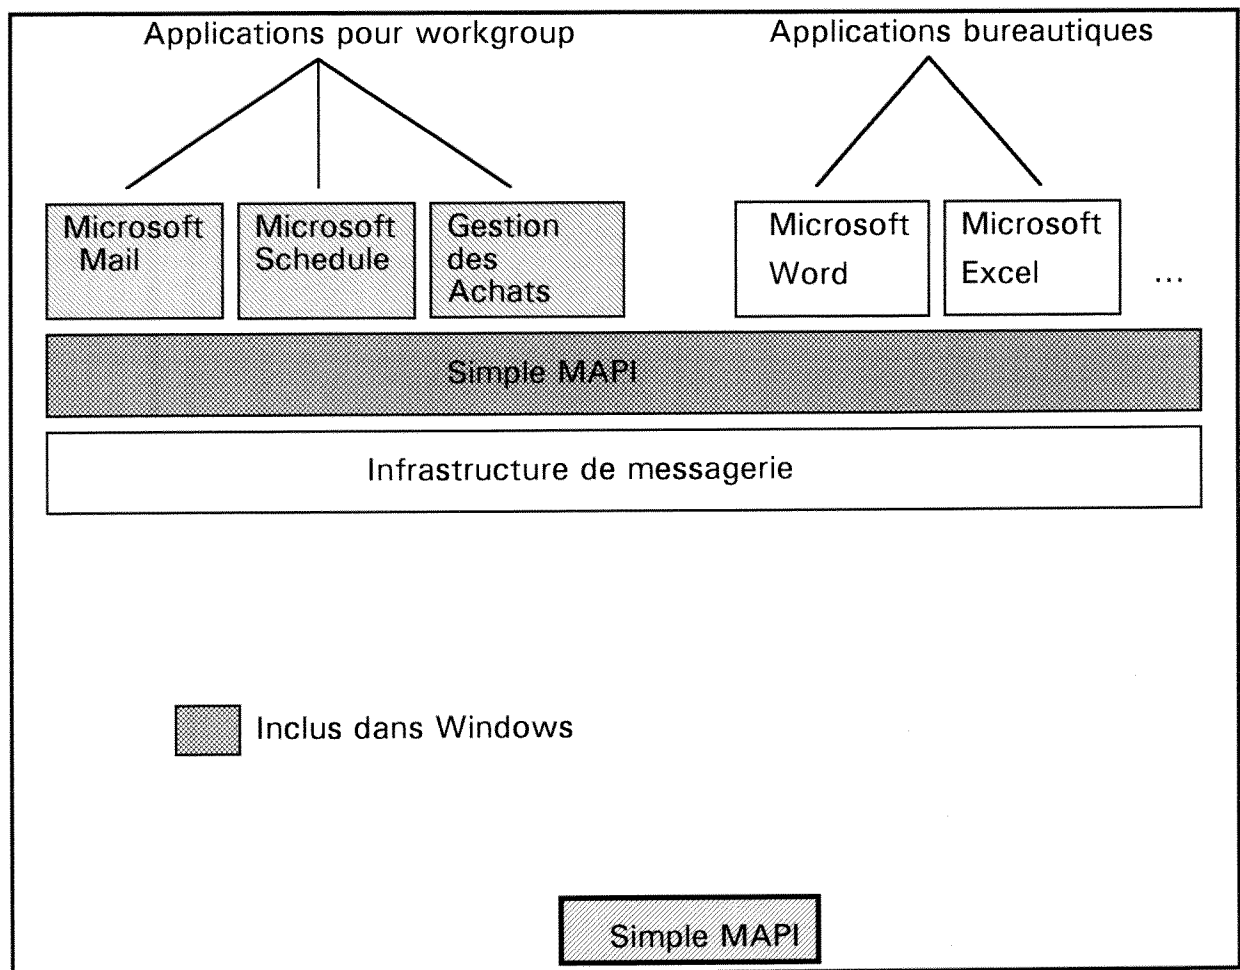 Applications pour workgroup
Applications bureautiques
Microsoft
Mail
Microsoft
Schedule
Gestion
des
Achats
Microsoft
Word
Microsoft
Excel
...
Simple MAPI
Infrastructure de messagerie
Inclus dans Windows
Simple MAPI